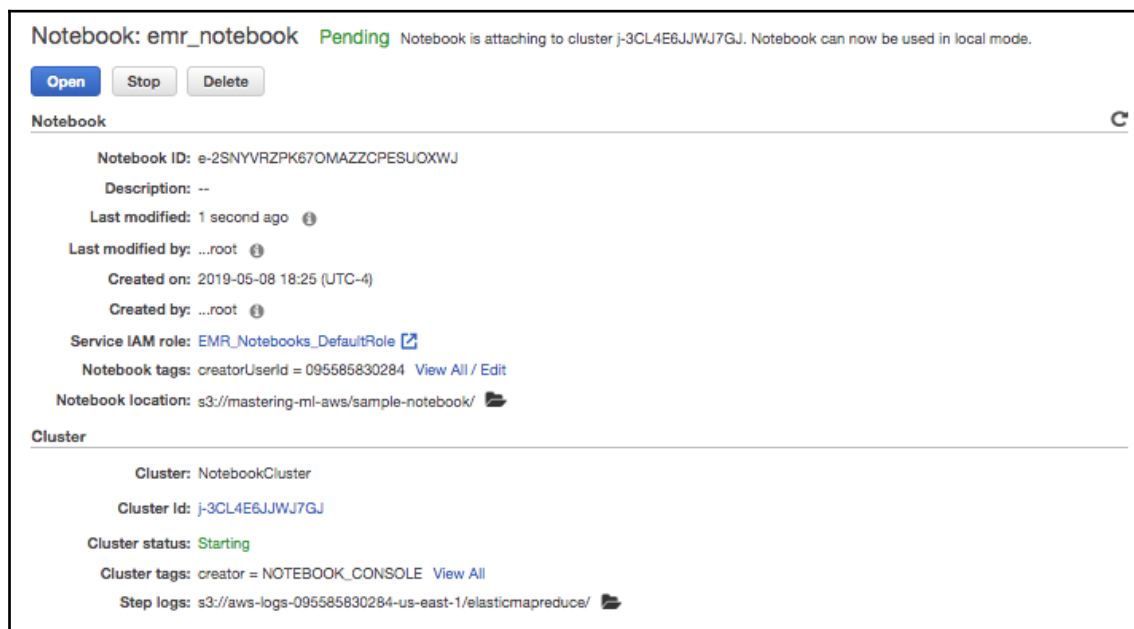 Notebook: emr_notebook Pending Notebook is attaching to cluster j-3CL4E6JJWJ7GJ. Notebook can now be used in local mode.
Open Stop Delete
Notebook
Notebook ID: e-2SNYVRZPK67OMAZZCPESUOXWJ
Description: --
Last modified: 1 second ago
Last modified by: ...root
Created on: 2019-05-08 18:25 (UTC-4)
Created by: ...root
Service IAM role: EMR_Notebooks_DefaultRole
Notebook tags: creatorUserId = 095585830284 View All / Edit
Notebook location: s3://mastering-ml-aws/sample-notebook/
Cluster
Cluster: NotebookCluster
Cluster Id: j-3CL4E6JJWJ7GJ
Cluster status: Starting
Cluster tags: creator = NOTEBOOK_CONSOLE View All
Step logs: s3://aws-logs-095585830284-us-east-1/elasticmapreduce/